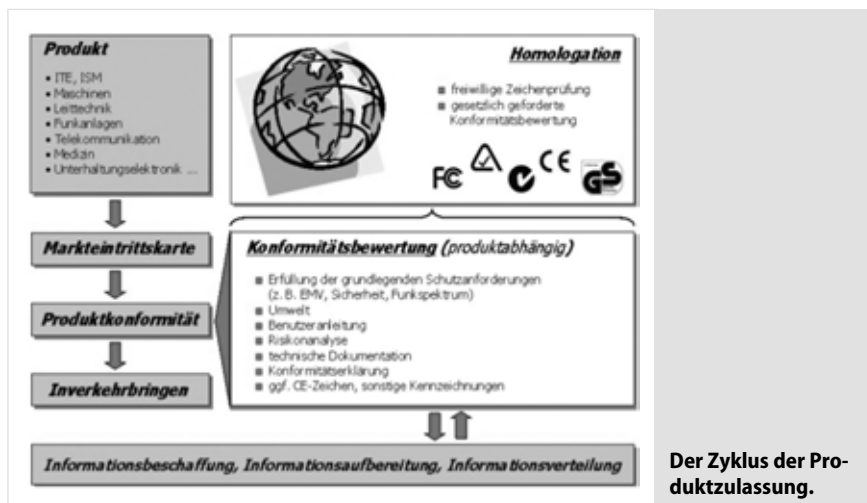 Produkt
• ITE, ISM
• Maschinen
• Leittechnik
• Funkanlagen
• Telekommunikation
• Medizin
• Unterhaltungselektronik ...
Homologation
■ freiwillige Zeichenprüfung
■ gesetzlich geforderte
Konformitätsbewertung
FC CE
GS
Markteintrittskarte
Produktkonformität
Inverkehrbringen
Konformitätsbewertung (produktabhängig)
■ Erfüllung der grundlegenden Schutzanforderungen
(z. B. EMV, Sicherheit, Funkspektrum)
■ Umwelt
■ Benutzeranleitung
■ Risikonanalyse
■ technische Dokumentation
■ Konformitätserklärung
■ ggf. CE-Zeichen, sonstige Kennzeichnungen
Informationsbeschaffung, Informationsaufbereitung, Informationsverteilung
Der Zyklus der Pro-
duktzulassung.